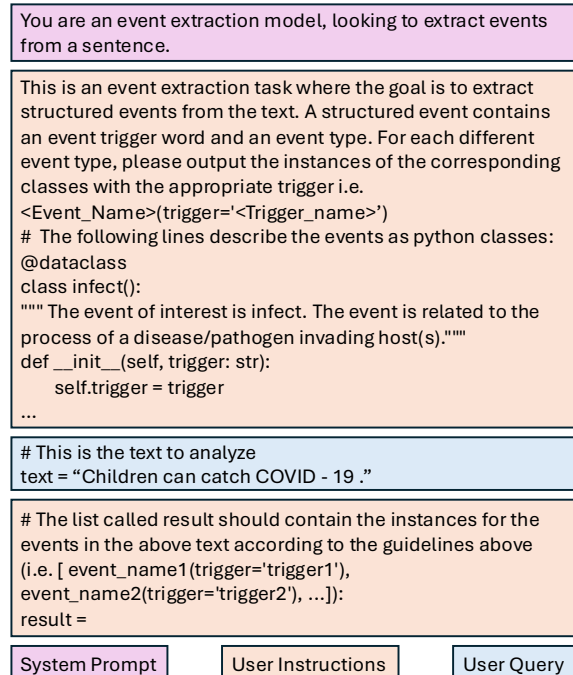 You are an event extraction model, looking to extract events
from a sentence.
This is an event extraction task where the goal is to extract
structured events from the text. A structured event contains
an event trigger word and an event type. For each different
event type, please output the instances of the corresponding
classes with the appropriate trigger i.e.
<Event_Name>(trigger='<Trigger_name>’)
# The following lines describe the events as python classes:
@dataclass
class infect():
""" The event of interest is infect. The event is related to the
process of a disease/pathogen invading host(s)."""
def __init__(self, trigger: str):
self.trigger = trigger
...
# This is the text to analyze
text = “Children can catch COVID - 19 .”
# The list called result should contain the instances for the
events in the above text according to the guidelines above
(i.e. [ event_name1(trigger='trigger1'),
event_name2(trigger='trigger2'), ...]):
result =
System Prompt
User Instructions
User Query